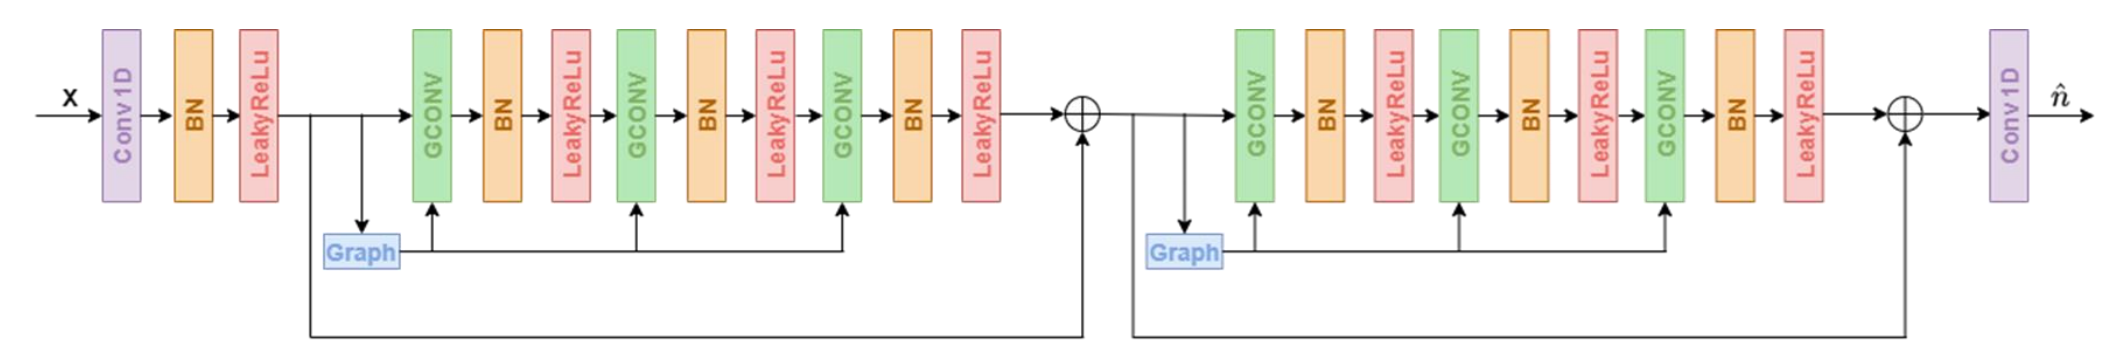 X
Conv1D
BN
LeakyReLu
GCONV
BN
LeakyReLu
GCONV
BN
LeakyReLu
GCONV
BN
LeakyReLu
Graph
GCONV
BN
LeakyReLu
GCONV
BN
LeakyReLu
GCONV
BN
LeakyReLu
Graph
Conv1D
n̂